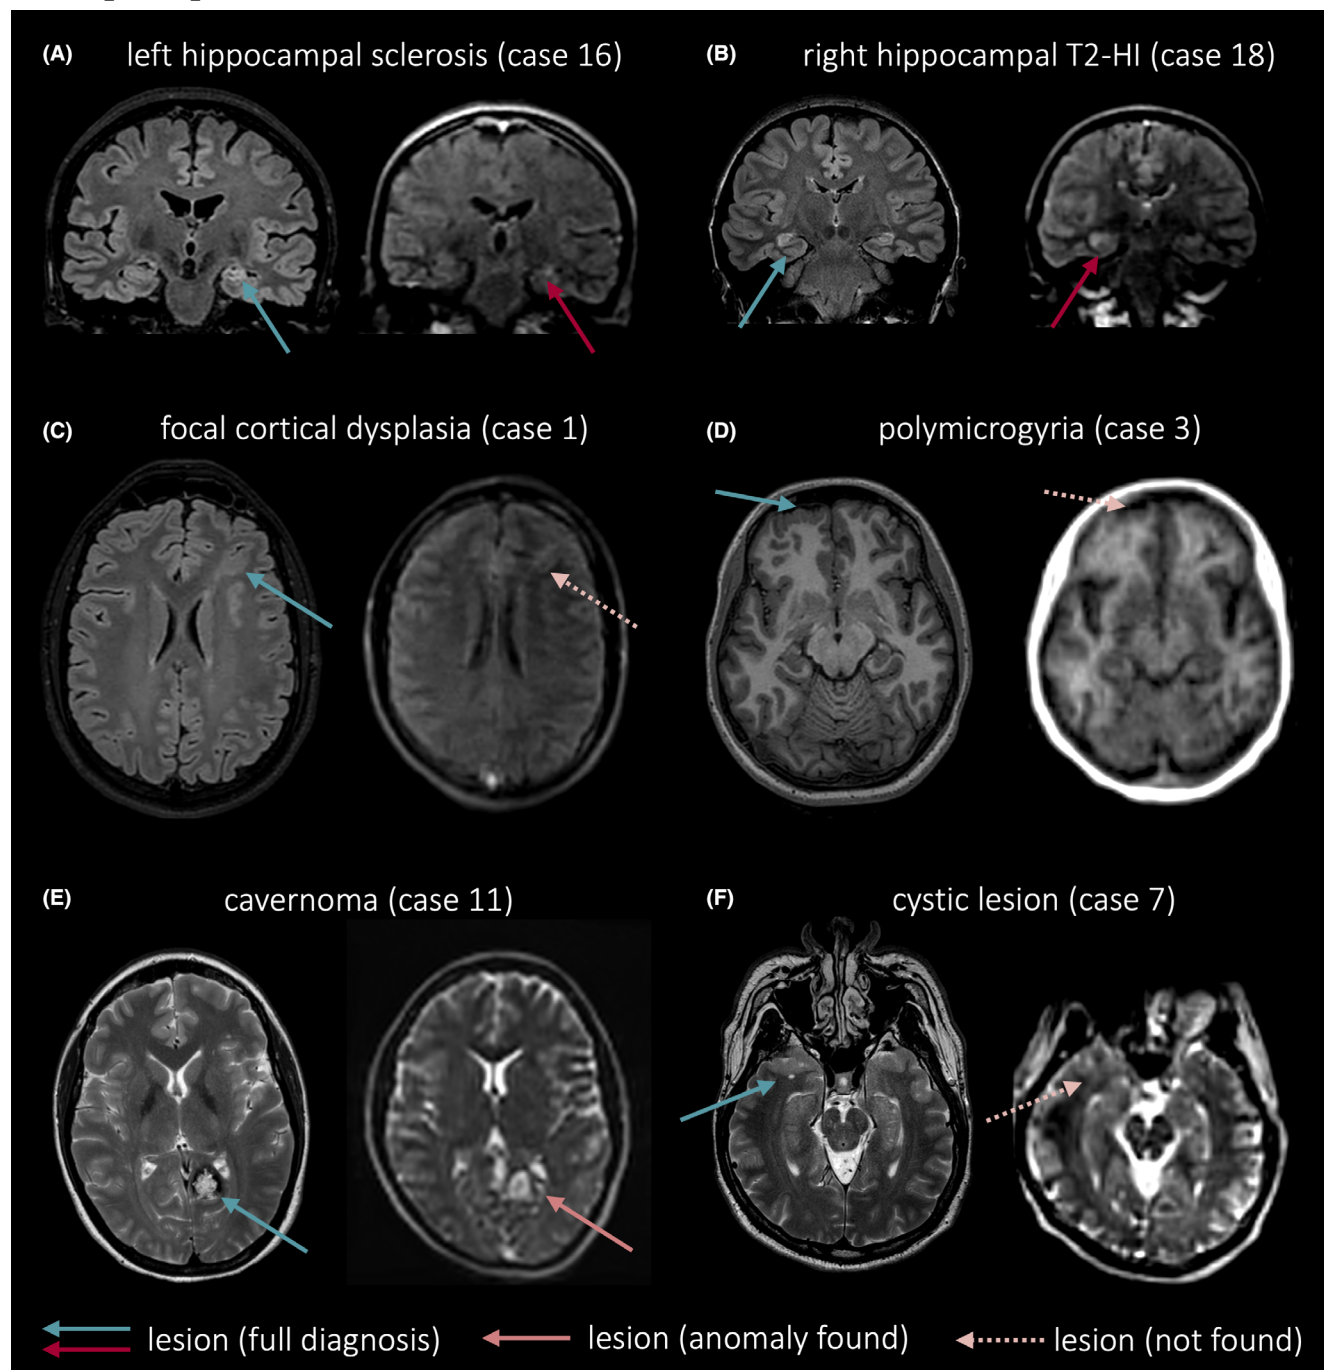 (A) left hippocampal sclerosis (case 16)
(B) right hippocampal T2-HI (case 18)
(C) focal cortical dysplasia (case 1)
(D) polymicrogyria (case 3)
(E) cavernoma (case 11)
(F) cystic lesion (case 7)
lesion (full diagnosis)
lesion (anomaly found)
lesion (not found)